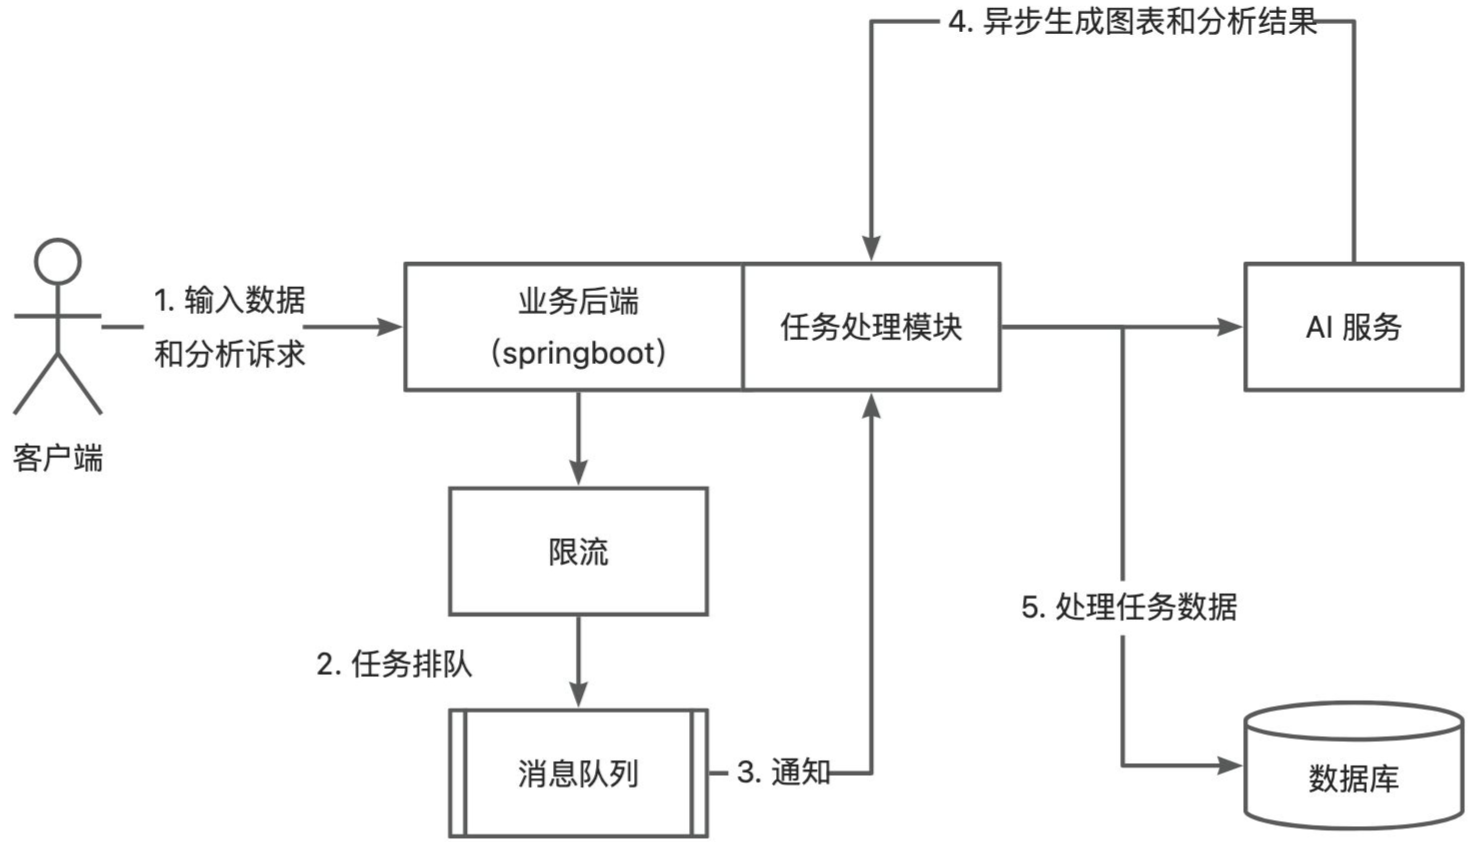 4. 异步生成图表和分析结果
1. 输入数据
和分析诉求
业务后端
（springboot）
任务处理模块
AI 服务
客户端
限流
5. 处理任务数据
2. 任务排队
消息队列
3. 通知
数据库